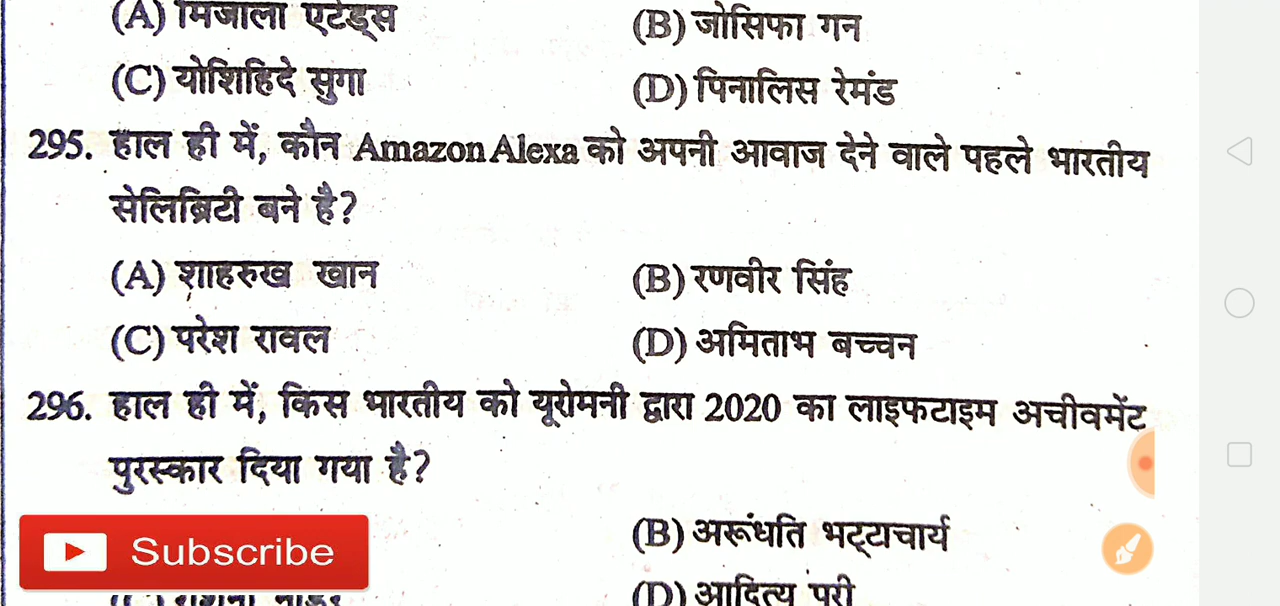 (A) मिजाला एटड्स (B) जोसिफा गन
(C) योशिहिदे सुगा (D) पिनालिस रेमंड
295. हाल ही में, कौन Amazon Alexa को अपनी आवाज देने वाले पहले भारतीय
सेलिब्रिटी बने है?
(A) शाहरुख खान (B) रणवीर सिंह
(C) परेश रावल (D) अमिताभ बच्चन
296. हाल ही में, किस भारतीय को यूरोमनी द्वारा 2020 का लाइफटाइम अचीवमेंट
पुरस्कार दिया गया है?
(B) अरूंधति भट्टाचार्य
Subscribe
(D) आदित्य पुरी